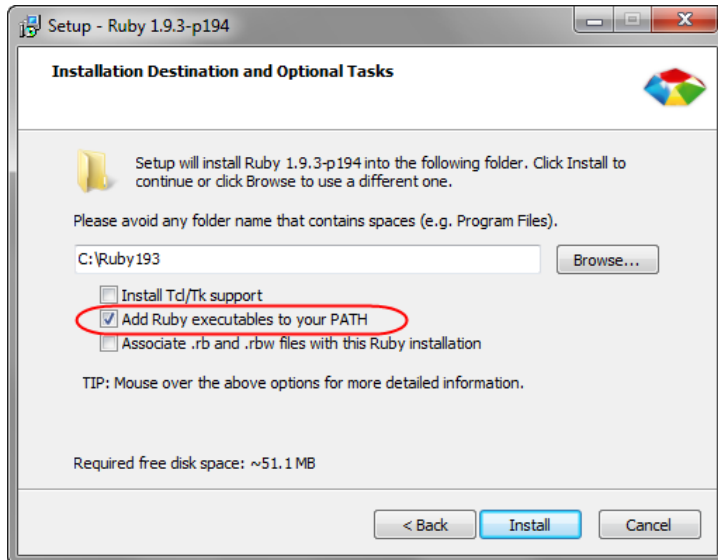 Setup - Ruby 1.9.3-p194
Installation Destination and Optional Tasks
Setup will install Ruby 1.9.3-p194 into the following folder. Click Install to
continue or click Browse to use a different one.
Please avoid any folder name that contains spaces (e.g. Program Files).
C:\Ruby193
Browse...
Install Tcl/Tk support
Add Ruby executables to your PATH
Associate .rb and .rbw files with this Ruby installation
TIP: Mouse over the above options for more detailed information.
Required free disk space: ~51.1 MB
< Back Install Cancel